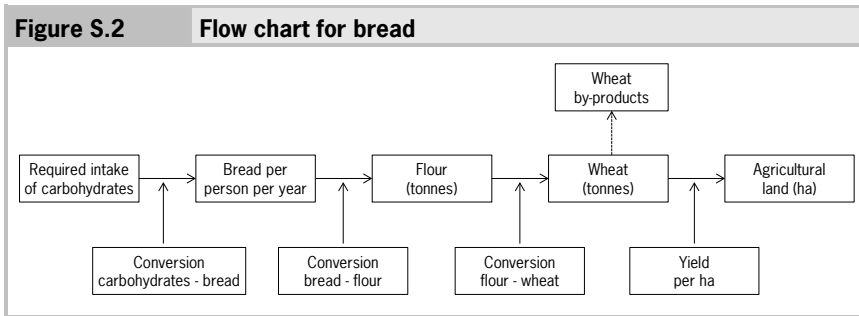 Figure S.2 Flow chart for bread
Wheat
by-products
Required intake
of carbohydrates
Bread per
person per year
Flour
(tonnes)
Wheat
(tonnes)
Agricultural
land (ha)
Conversion
carbohydrates - bread
Conversion
bread - flour
Conversion
flour - wheat
Yield
per ha